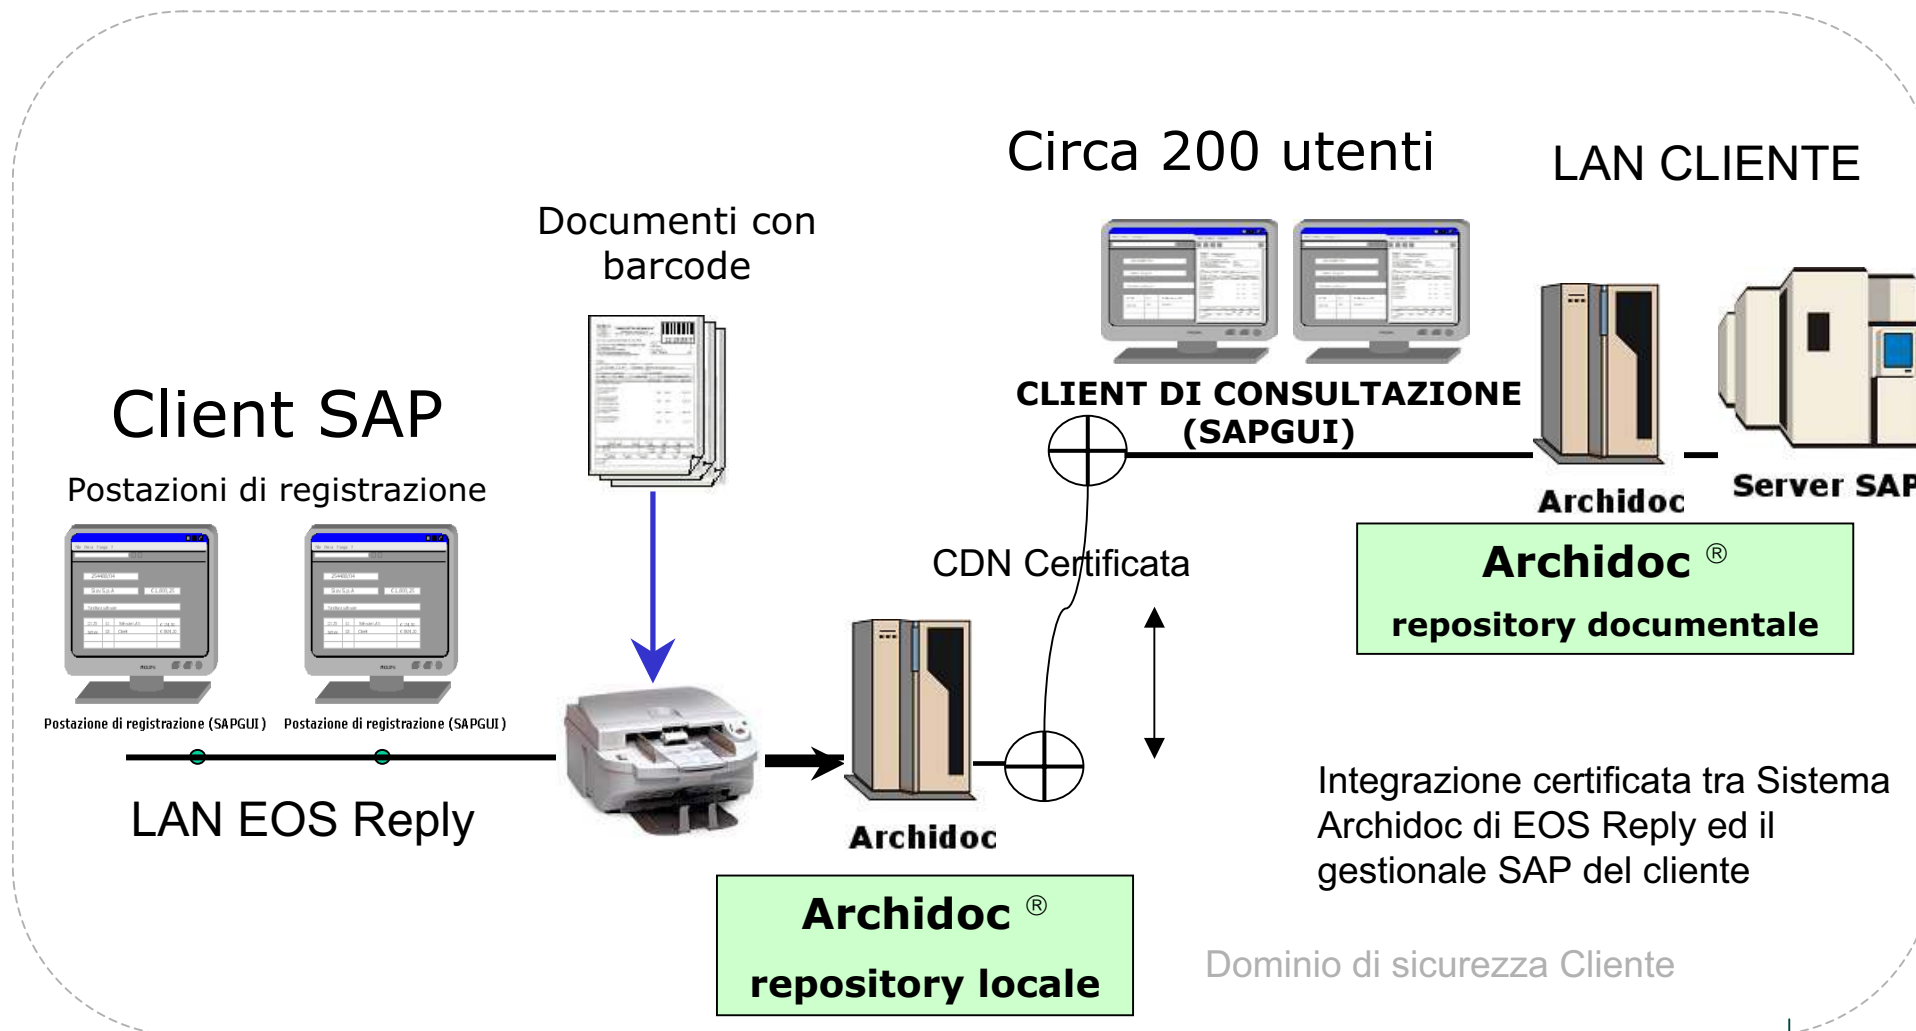 Circa 200 utenti
LAN CLIENTE
Documenti con
barcode
CLIENT DI CONSULTAZIONE
(SAPGUI)
Client SAP
Postazioni di registrazione
Archidoc
Server SAP
Archidoc ®
repository documentale
CDN Certificata
Postazione di registrazione (SAPGUI)
Postazione di registrazione (SAPGUI)
LAN EOS Reply
Archidoc
Integrazione certificata tra Sistema
Archidoc di EOS Reply ed il
gestionale SAP del cliente
Archidoc ®
repository locale
Dominio di sicurezza Cliente